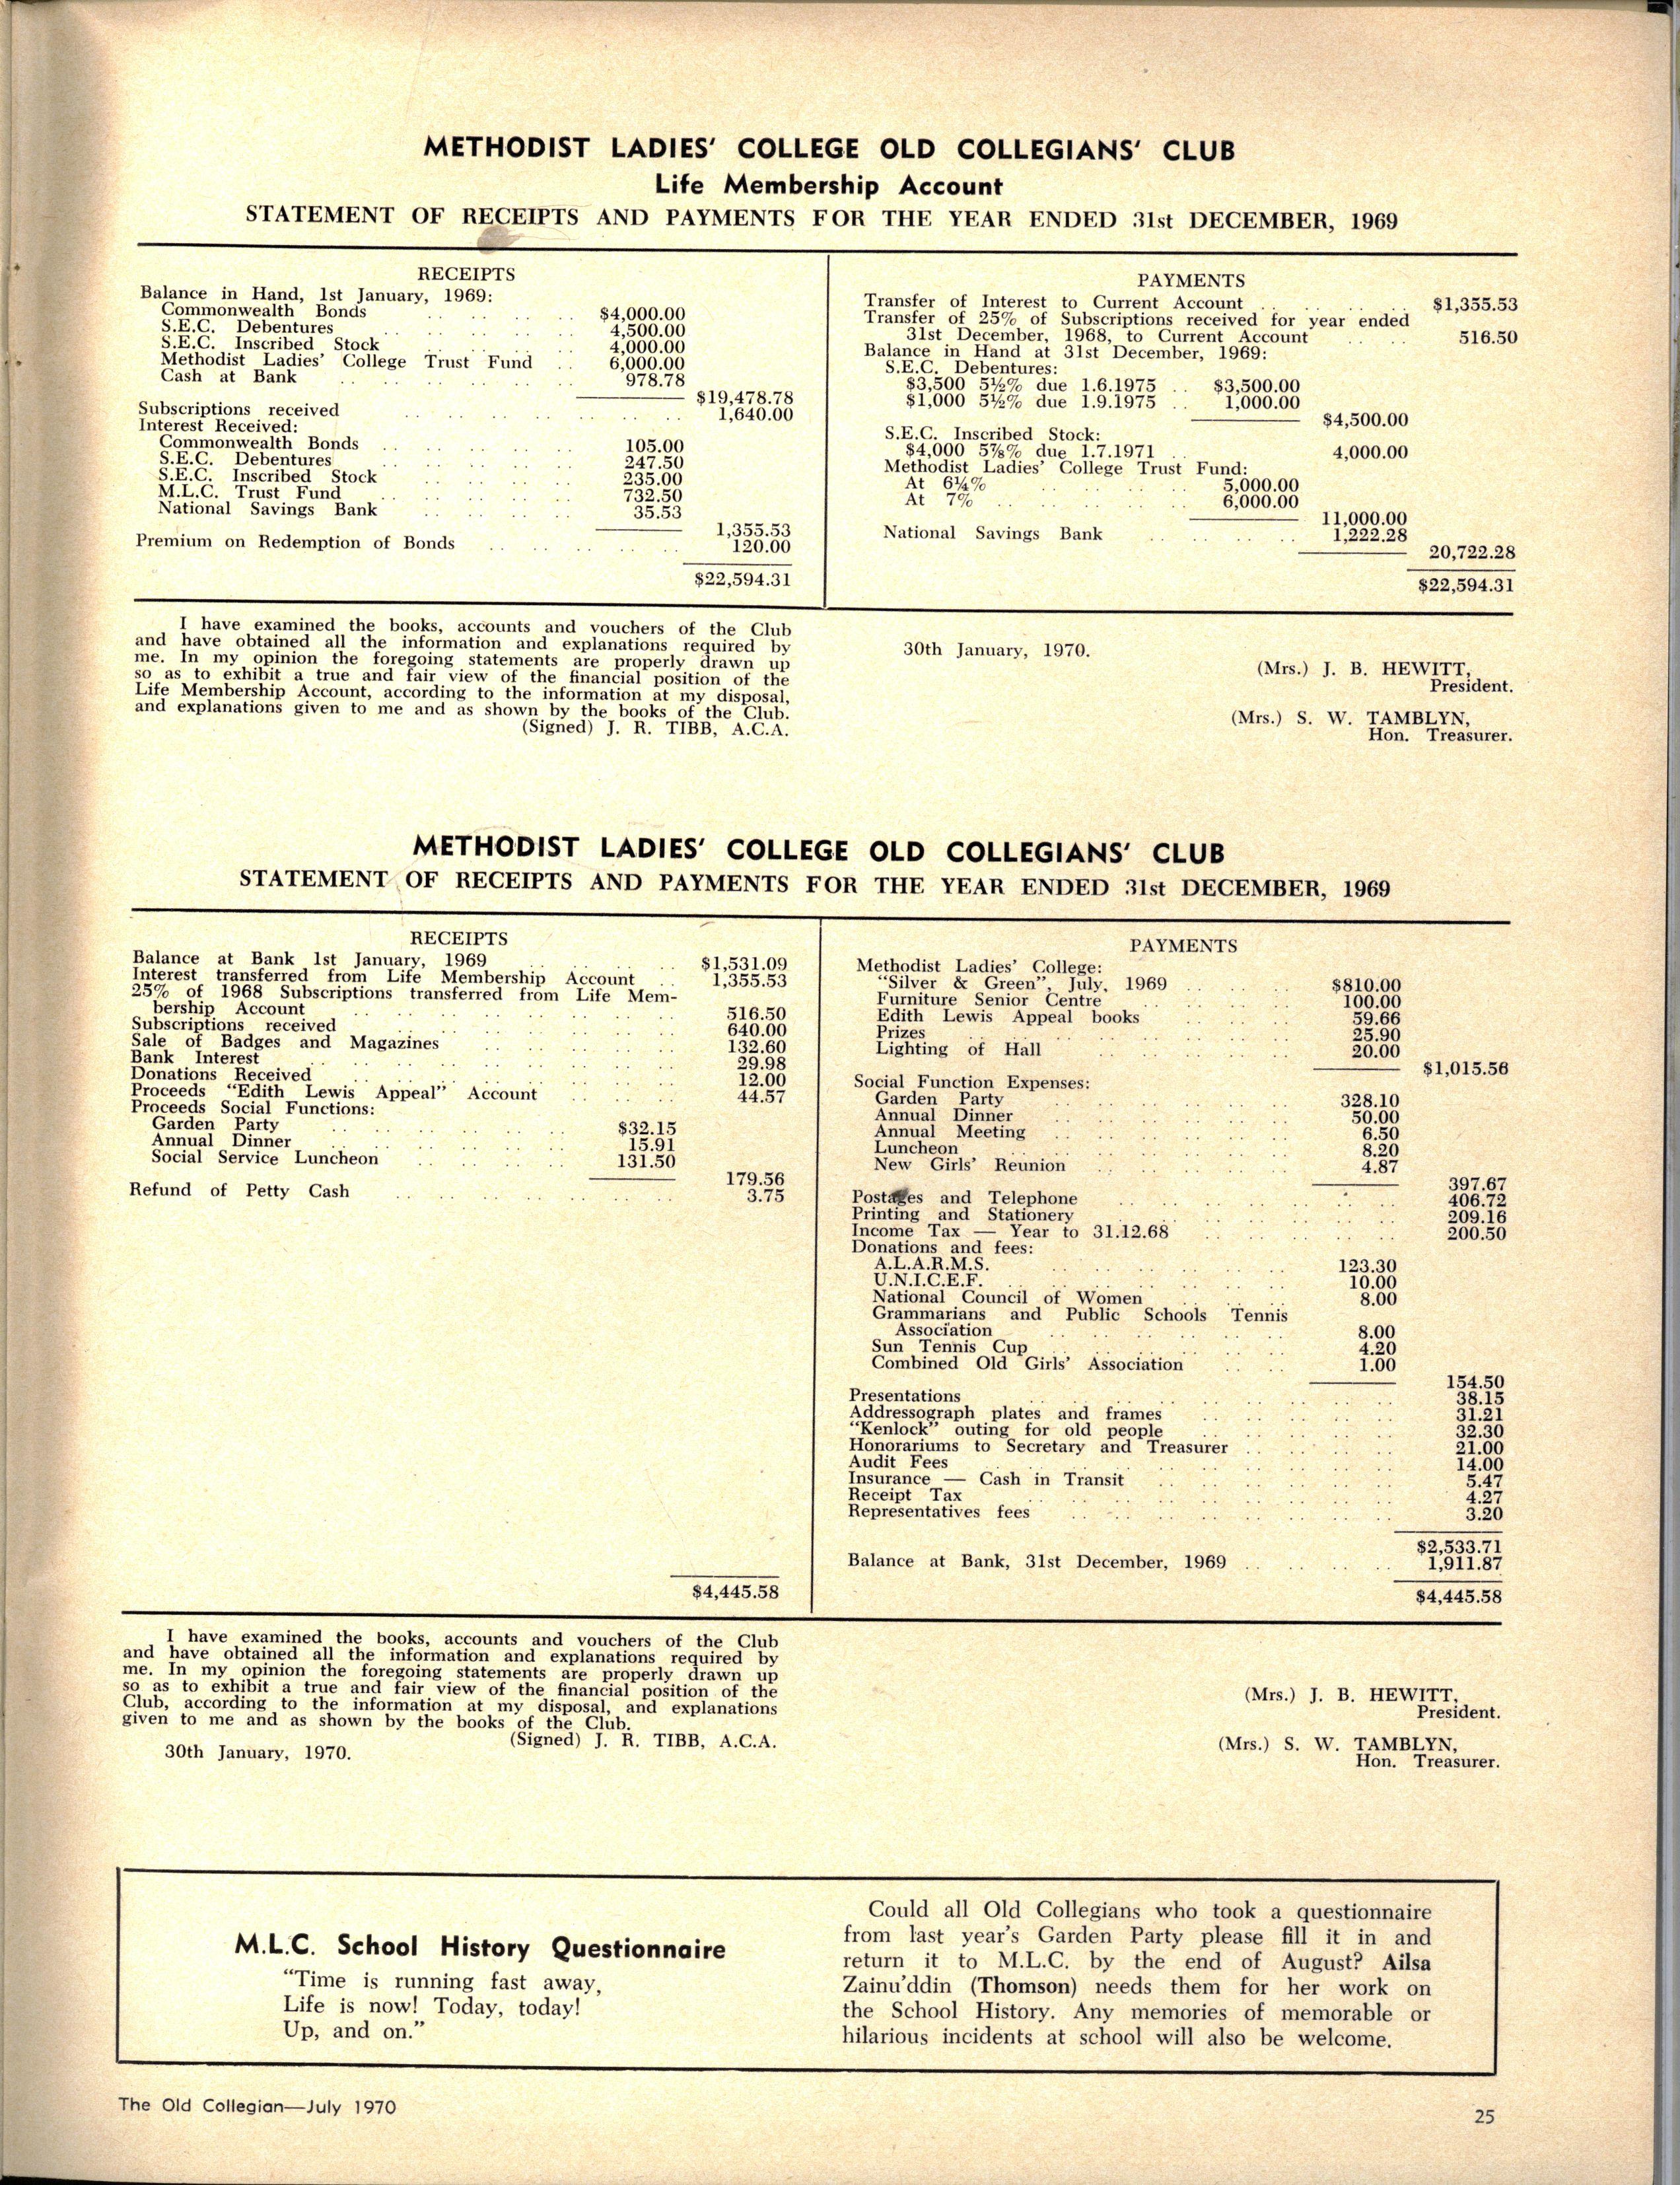 METHODIST LADIES' COLLEGE OLD COLLEGIANS' CLUB
Life Membership Account
STATEMENT OF RECEIPTS AND PAYMENTS FOR THE YEAR ENDED 31st DECEMBER, 1969
RECEIPTS
Balance in Hand, 1st January, 1969:
Commonwealth Bonds .. .. .. .. .. $4,000.00
S.E.C. Debentures .. .. .. .. .. 4,500.00
S.E.C. Inscribed Stock .. .. .. .. 4,000.00
Methodist Ladies' College Trust Fund .. 6,000.00
Cash at Bank .. .. .. .. .. 978.78
$19,478.78
Subscriptions received .. .. .. .. .. .. .. 1,640.00
Interest Received:
Commonwealth Bonds .. .. .. .. .. 105.00
S.E.C. Debentures .. .. .. .. .. 247.50
S.E.C. Inscribed Stock .. .. .. .. 235.00
M.L.C. Trust Fund .. .. .. .. .. 732.50
National Savings Bank .. .. .. .. 35.53
1,355.53
Premium on Redemption of Bonds .. .. .. .. .. 120.00
$22,594.31
PAYMENTS
Transfer of Interest to Current Account .. .. .. .. $1,355.53
Transfer of 25% of Subscriptions received for year ended
31st December, 1968, to Current Account .. .. 516.50
Balance in Hand at 31st December, 1969:
S.E.C. Debentures:
$3,500 5½% due 1.6.1975 .. $3,500.00
$1,000 5½% due 1.9.1975 .. 1,000.00
$4,500.00
S.E.C. Inscribed Stock:
$4,000 5⅞% due 1.7.1971 .. 4,000.00
Methodist Ladies' College Trust Fund:
At 6¼% .. .. .. .. 5,000.00
At 7% .. .. .. .. .. 6,000.00
11,000.00
National Savings Bank .. .. .. .. 1,222.28
20,722.28
$22,594.31
I have examined the books, accounts and vouchers of the Club
and have obtained all the information and explanations required by
me. In my opinion the foregoing statements are properly drawn up
so as to exhibit a true and fair view of the financial position of the
Life Membership Account, according to the information at my disposal,
and explanations given to me and as shown by the books of the Club.
(Signed) J. R. TIBB, A.C.A.
30th January, 1970.
(Mrs.) J. B. HEWITT,
President.
(Mrs.) S. W. TAMBLYN,
Hon. Treasurer.
METHODIST LADIES' COLLEGE OLD COLLEGIANS' CLUB
STATEMENT OF RECEIPTS AND PAYMENTS FOR THE YEAR ENDED 31st DECEMBER, 1969
RECEIPTS
Balance at Bank 1st January, 1969 .. .. .. .. $1,531.09
Interest transferred from Life Membership Account .. 1,355.53
25% of 1968 Subscriptions transferred from Life Mem-
bership Account .. .. .. .. .. .. .. 516.50
Subscriptions received .. .. .. .. .. .. .. 640.00
Sale of Badges and Magazines .. .. .. .. .. 132.60
Bank Interest .. .. .. .. .. .. .. .. 29.98
Donations Received .. .. .. .. .. .. .. 12.00
Proceeds "Edith Lewis Appeal" Account .. .. .. 44.57
Proceeds Social Functions:
Garden Party .. .. .. .. .. .. $32.15
Annual Dinner .. .. .. .. .. .. 15.91
Social Service Luncheon .. .. .. .. 131.50
179.56
Refund of Petty Cash .. .. .. .. .. .. .. 3.75
$4,445.58
PAYMENTS
Methodist Ladies' College:
"Silver & Green", July, 1969 .. .. .. $810.00
Furniture Senior Centre .. .. .. .. 100.00
Edith Lewis Appeal books .. .. .. 59.66
Prizes .. .. .. .. .. .. .. 25.90
Lighting of Hall .. .. .. .. .. 20.00
$1,015.56
Social Function Expenses:
Garden Party .. .. .. .. .. .. 328.10
Annual Dinner .. .. .. .. .. .. 50.00
Annual Meeting .. .. .. .. .. .. 6.50
Luncheon .. .. .. .. .. .. .. 8.20
New Girls' Reunion .. .. .. .. .. 4.87
397.67
Postages and Telephone .. .. .. .. .. .. .. 406.72
Printing and Stationery .. .. .. .. .. .. .. 209.16
Income Tax — Year to 31.12.68 .. .. .. .. .. 200.50
Donations and fees:
A.L.A.R.M.S. .. .. .. .. .. .. 123.30
U.N.I.C.E.F. .. .. .. .. .. .. 10.00
National Council of Women .. .. .. 8.00
Grammarians and Public Schools Tennis
Association .. .. .. .. .. .. 8.00
Sun Tennis Cup .. .. .. .. .. .. 4.20
Combined Old Girls' Association .. .. 1.00
154.50
Presentations .. .. .. .. .. .. .. .. 38.15
Addressograph plates and frames .. .. .. .. .. 31.21
"Kenlock" outing for old people .. .. .. .. .. 32.30
Honorariums to Secretary and Treasurer .. .. .. .. 21.00
Audit Fees .. .. .. .. .. .. .. .. 14.00
Insurance — Cash in Transit .. .. .. .. .. .. 5.47
Receipt Tax .. .. .. .. .. .. .. .. 4.27
Representatives fees .. .. .. .. .. .. .. 3.20
$2,533.71
Balance at Bank, 31st December, 1969 .. .. .. .. 1,911.87
$4,445.58
I have examined the books, accounts and vouchers of the Club
and have obtained all the information and explanations required by
me. In my opinion the foregoing statements are properly drawn up
so as to exhibit a true and fair view of the financial position of the
Club, according to the information at my disposal, and explanations
given to me and as shown by the books of the Club.
(Signed) J. R. TIBB, A.C.A.
30th January, 1970.
(Mrs.) J. B. HEWITT,
President.
(Mrs.) S. W. TAMBLYN,
Hon. Treasurer.
M.L.C. School History Questionnaire
"Time is running fast away,
Life is now! Today, today!
Up, and on."
Could all Old Collegians who took a questionnaire
from last year's Garden Party please fill it in and
return it to M.L.C. by the end of August? Ailsa
Zainu'ddin (Thomson) needs them for her work on
the School History. Any memories of memorable or
hilarious incidents at school will also be welcome.
The Old Collegian—July 1970
25